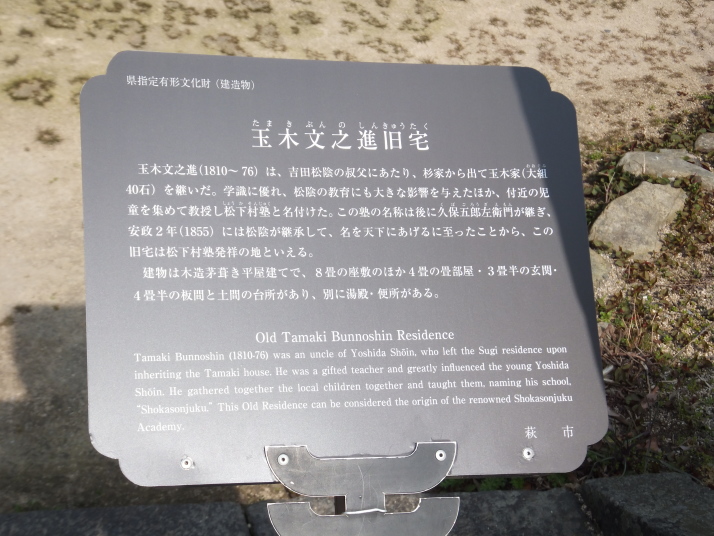 県指定有形文化財（建造物）
たまきぶんのしんきゅうたく
玉木文之進旧宅
玉木文之進(1810～76）は、吉田松陰の叔父にあたり、杉家から出て玉木家(大組
40石）を継いだ。学識に優れ、松陰の教育にも大きな影響を与えたほか、付近の児
童を集めて教授し松下村塾と名付けた。この塾の名称は後に久保五郎左衛門が継ぎ、
安政２年(1855）には松陰が継承して、名を天下にあげるに至ったことから、この
旧宅は松下村塾発祥の地といえる。
建物は木造茅葺き平屋建てで、８畳の座敷のほか４畳の畳部屋・３畳半の玄関・
４畳半の板間と土間の台所があり、別に湯殿・便所がある。
Old Tamaki Bunnoshin Residence
Tamaki Bunnoshin (1810-76) was an uncle of Yoshida Shōin, who left the Sugi residence upon
inheriting the Tamaki house. He was a gifted teacher and greatly influenced the young Yoshida
Shōin. He gathered together the local children together and taught them, naming his school,
"Shokasonjuku." This Old Residence can be considered the origin of the renowned Shokasonjuku
Academy.
萩市